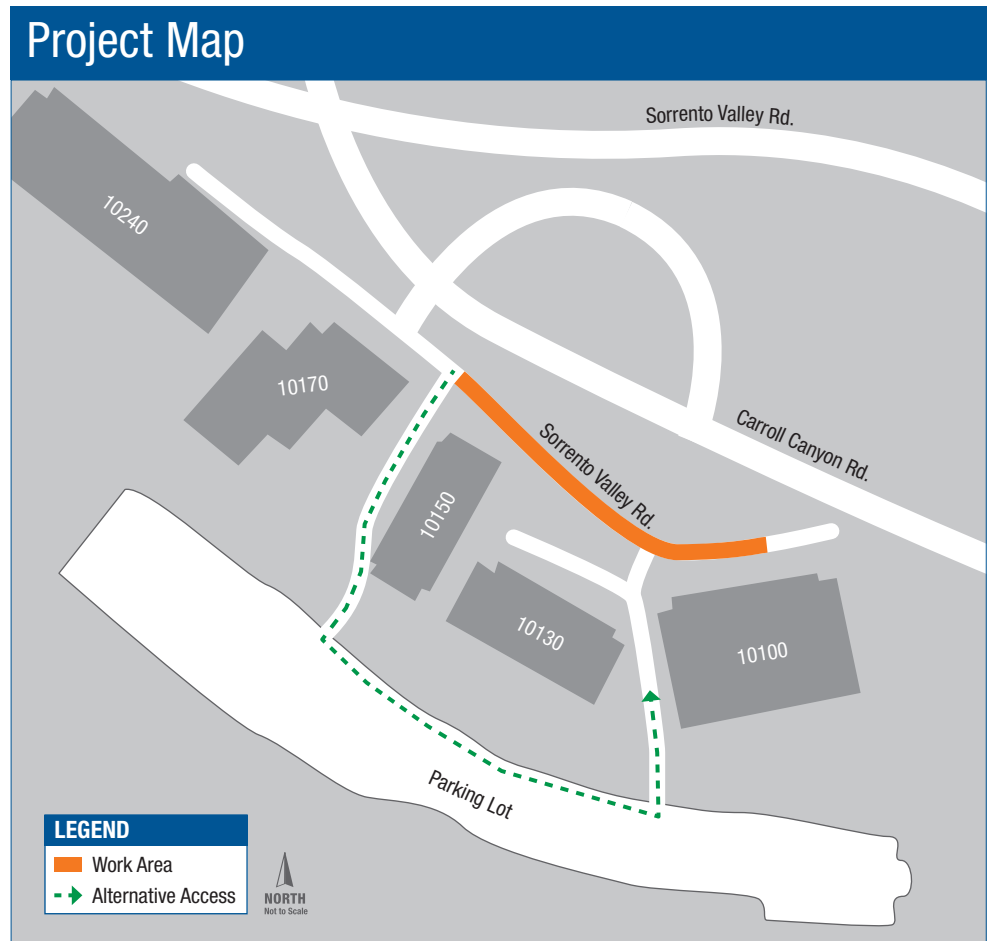 Project Map
Sorrento Valley Rd.
10240
10170
Carroll Canyon Rd.
Sorrento Valley Rd.
10150
10130
10100
Parking Lot
LEGEND
Work Area
Alternative Access
NORTH
Not to Scale